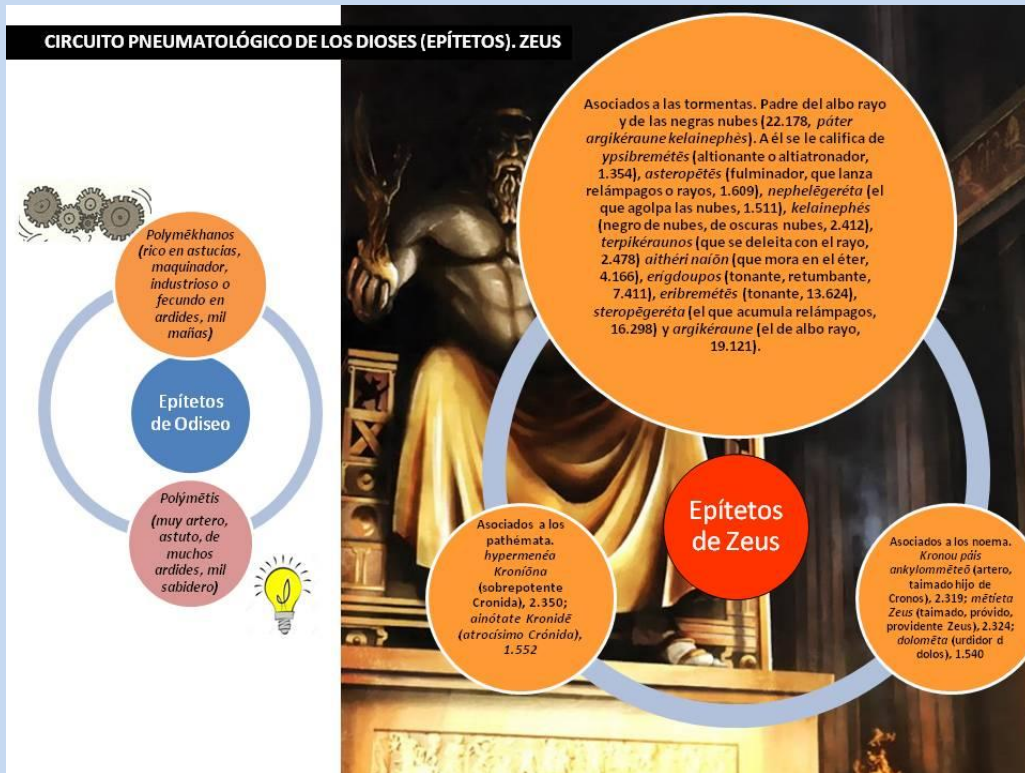 CIRCUITO PNEUMATOLÓGICO DE LOS DIOSES (EPÍTETOS). ZEUS
Polymēkhanos
(rico en astucias,
maquinador,
industrioso o
fecundo en
ardides, mil
mañas)
Epítetos
de Odiseo
Polýmētis
(muy artero,
astuto, de
muchos
ardides, mil
sabidero)
Asociados a las tormentas. Padre del albo rayo
y de las negras nubes (22.178, páter
argikéraune kelainephès). A él se le califica de
ypsibremétēs (altionante o altiatronador,
1.354), asteropētēs (fulminador, que lanza
relámpagos o rayos, 1.609), nephelēgeréta (el
que agolpa las nubes, 1.511), kelainephés
(negro de nubes, de oscuras nubes, 2.412),
terpikéraunos (que se deleita con el rayo,
2.478) aithéri naíōn (que mora en el éter,
4.166), erígdoupos (tonante, retumbante,
7.411), eribremétēs (tonante, 13.624),
steropēgeréta (el que acumula relámpagos,
16.298) y argikéraune (el de albo rayo,
19.121).
Epítetos
de Zeus
Asociados a los
pathémata.
hypermenéa
Kroníōna
(sobrepotente
Cronida), 2.350;
ainótate Kronidē
(atrocísimo Crónida),
1.552
Asociados a los noema.
Kronou páis
ankylommēteō (artero,
taimado hijo de
Cronos), 2.319; mētíeta
Zeus (taimado, próvido,
providente Zeus), 2.324;
dolomēta (urdidor d
dolos), 1.540